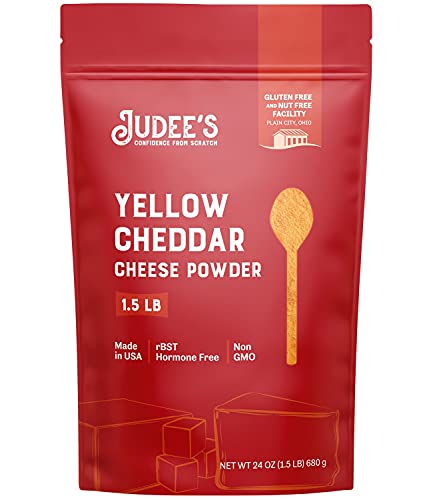 GLUTEN FREE
AND NUT FREE
FACILITY
PLAIN CITY, OHIO
JUDEE'S
CONFIDENCE FROM SCRATCH
YELLOW
CHEDDAR
CHEESE POWDER
1.5 LB
Made
in USA
rBST
Hormone Free
Non
GMO
NET WT 24 OZ (1.5 LB) 680 g